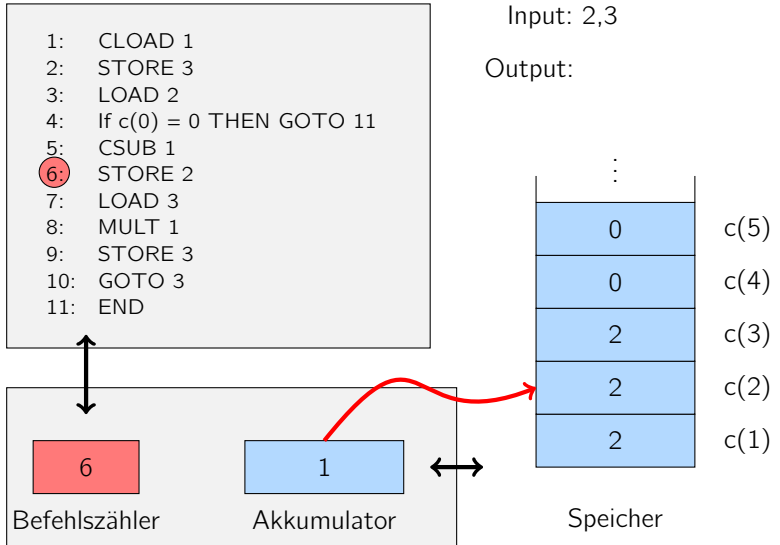 1: CLOAD 1
2: STORE 3
3: LOAD 2
4: If c(0) = 0 THEN GOTO 11
5: CSUB 1
6: STORE 2
7: LOAD 3
8: MULT 1
9: STORE 3
10: GOTO 3
11: END
Input: 2,3
Output:
⋮
0 c(5)
0 c(4)
2 c(3)
2 c(2)
2 c(1)
6
1
Befehlszähler
Akkumulator
Speicher